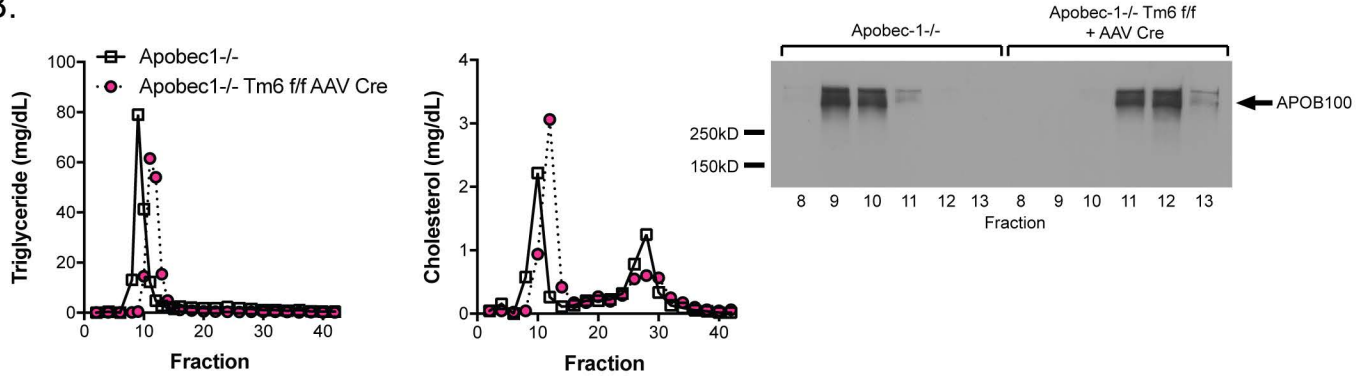 B.
Apobec1-/-
Apobec1-/- Tm6 f/f AAV Cre
Triglyceride (mg/dL)
100
80
60
40
20
0
0 10 20 30 40
Fraction
Cholesterol (mg/dL)
4
3
2
1
0
0 10 20 30 40
Fraction
Apobec-1-/-
Apobec-1-/- Tm6 f/f
+ AAV Cre
250kD
150kD
APOB100
8 9 10 11 12 13 8 9 10 11 12 13
Fraction